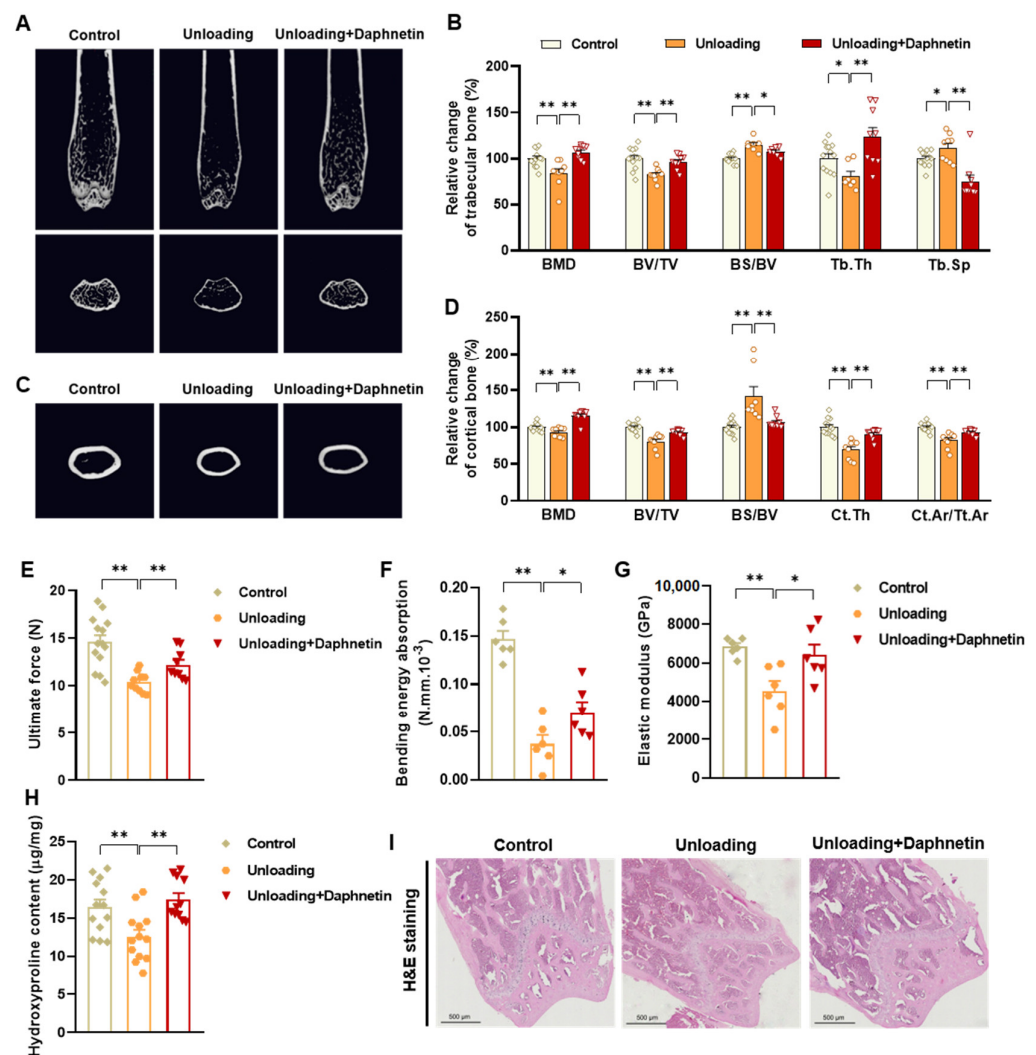 A
Control
Unloading
Unloading+Daphnetin
B
Control
Unloading
Unloading+Daphnetin
Relative change
of trabecular bone (%)
200
150
100
50
0
* **
* **
** **
** **
** *
BMD
BV/TV
BS/BV
Tb.Th
Tb.Sp
C
Control
Unloading
Unloading+Daphnetin
D
Relative change
of cortical bone (%)
250
200
150
100
50
0
** **
** **
** **
** **
** **
BMD
BV/TV
BS/BV
Ct.Th
Ct.Ar/Tt.Ar
E
Ultimate force (N)
20
15
10
5
0
** **
Control
Unloading
Unloading+Daphnetin
F
Bending energy absorption
(N.mm.10-3)
0.20
0.15
0.10
0.05
0.00
** *
G
Elastic modulus (GPa)
10,000
8000
6000
4000
2000
0
** *
Control
Unloading
Unloading+Daphnetin
H
Hydroxyproline content (µg/mg)
25
20
15
10
5
0
** **
Control
Unloading
Unloading+Daphnetin
I
Control
Unloading
Unloading+Daphnetin
H&E staining
500 µm
500 µm
500 µm